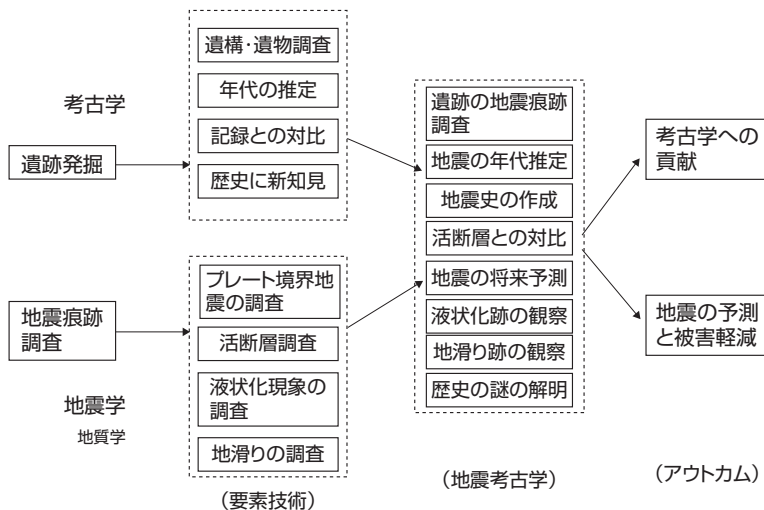 考古学
遺跡発掘
遺構・遺物調査
年代の推定
記録との対比
歴史に新知見
地震痕跡
調査
地震学
地質学
プレート境界地
震の調査
活断層調査
液状化現象の
調査
地滑りの調査
（要素技術）
遺跡の地震痕跡
調査
地震の年代推定
地震史の作成
活断層との対比
地震の将来予測
液状化跡の観察
地滑り跡の観察
歴史の謎の解明
（地震考古学）
考古学への
貢献
地震の予測
と被害軽減
（アウトカム）